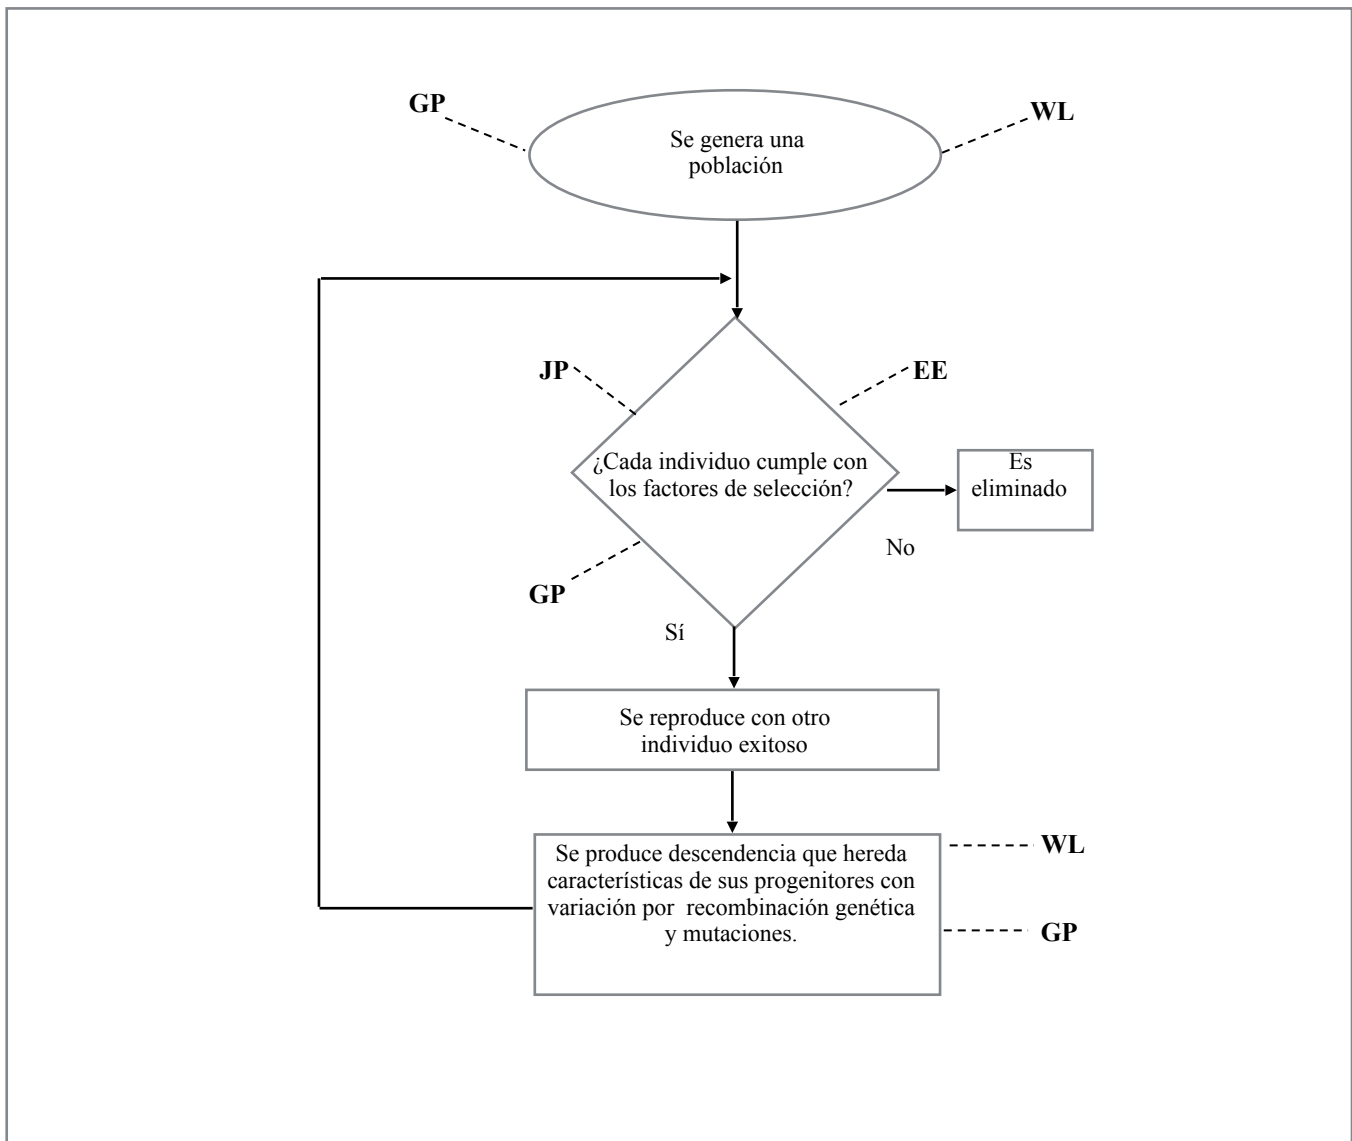 GP
WL
Se genera una
población
JP
EE
¿Cada individuo cumple con
los factores de selección?
Es
eliminado
No
GP
Sí
Se reproduce con otro
individuo exitoso
Se produce descendencia que hereda
características de sus progenitores con
variación por  recombinación genética
y mutaciones.
WL
GP